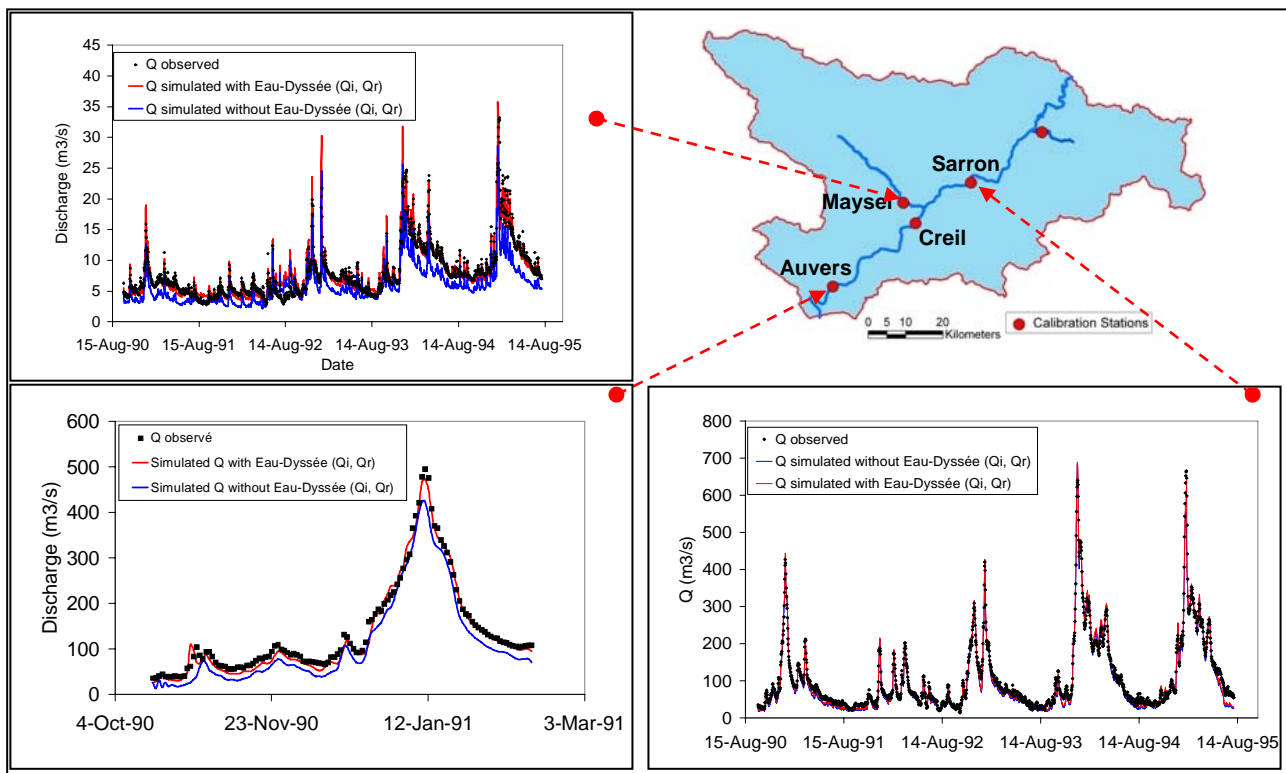 45
40
35
30
25
20
15
10
5
0
Discharge (m3/s)
Q observed
Q simulated with Eau-Dyssée (Qi, Qr)
Q simulated without Eau-Dyssée (Qi, Qr)
15-Aug-90 15-Aug-91 14-Aug-92 14-Aug-93 14-Aug-94 14-Aug-95
Date
Sarron
Maysel
Creil
Auvers
0 5 10 20
Kilometers
Calibration Stations
600
500
400
300
200
100
0
Discharge (m3/s)
Q observé
Simulated Q with Eau-Dyssée (Qi, Qr)
Simulated Q without Eau-Dyssée (Qi, Qr)
4-Oct-90 23-Nov-90 12-Jan-91 3-Mar-91
800
700
600
500
400
300
200
100
0
Q (m3/s)
Q observed
Q simulated without Eau-Dyssée (Qi, Qr)
Q simulated with Eau-Dyssée (Qi, Qr)
15-Aug-90 15-Aug-91 14-Aug-92 14-Aug-93 14-Aug-94 14-Aug-95